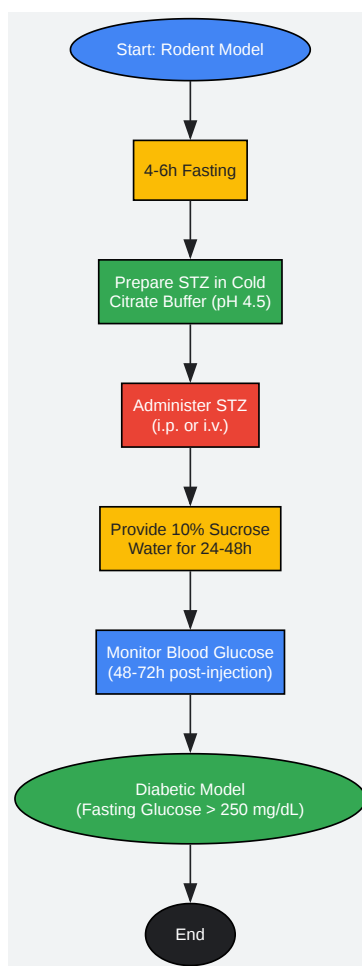 Start: Rodent Model
4-6h Fasting
Prepare STZ in Cold
Citrate Buffer (pH 4.5)
Administer STZ
(i.p. or i.v.)
Provide 10% Sucrose
Water for 24-48h
Monitor Blood Glucose
(48-72h post-injection)
Diabetic Model
(Fasting Glucose > 250 mg/dL)
End